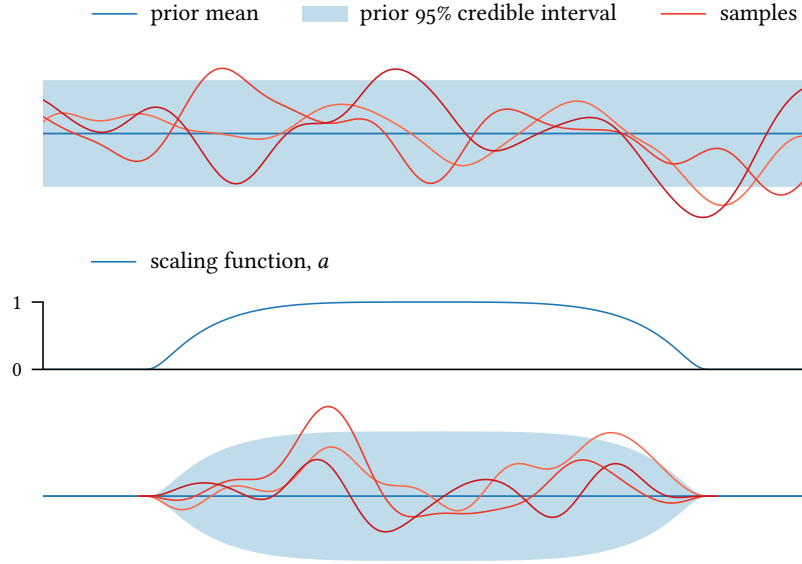 prior mean prior 95% credible interval samples
scaling function, a
1
0